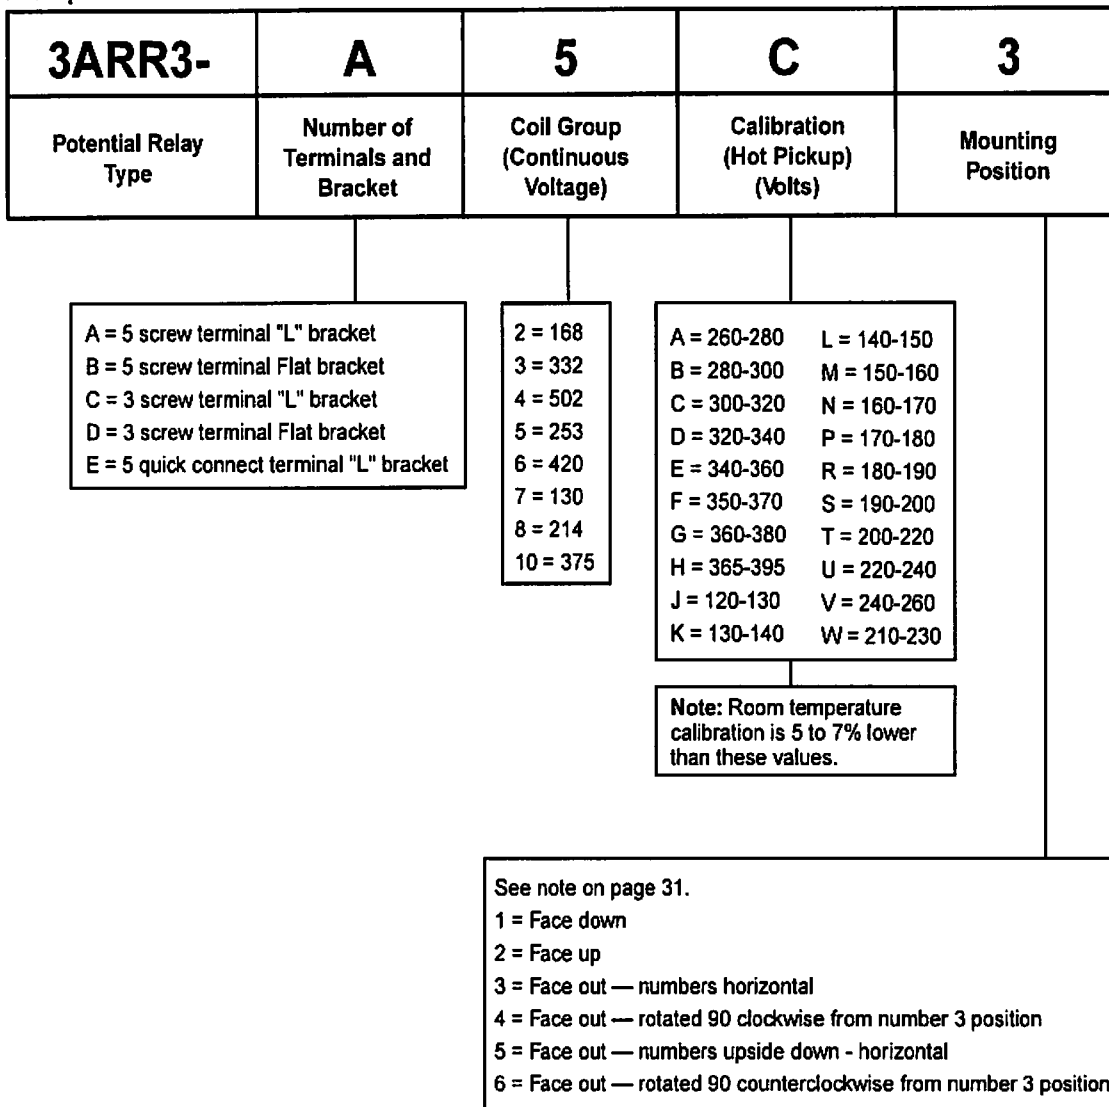 3ARR3- A 5 C 3
Potential Relay
Type
Number of
Terminals and
Bracket
Coil Group
(Continuous
Voltage)
Calibration
(Hot Pickup)
(Volts)
Mounting
Position
A = 5 screw terminal "L" bracket
B = 5 screw terminal Flat bracket
C = 3 screw terminal "L" bracket
D = 3 screw terminal Flat bracket
E = 5 quick connect terminal "L" bracket
2 = 168
3 = 332
4 = 502
5 = 253
6 = 420
7 = 130
8 = 214
10 = 375
A = 260-280
B = 280-300
C = 300-320
D = 320-340
E = 340-360
F = 350-370
G = 360-380
H = 365-395
J = 120-130
K = 130-140
L = 140-150
M = 150-160
N = 160-170
P = 170-180
R = 180-190
S = 190-200
T = 200-220
U = 220-240
V = 240-260
W = 210-230
Note: Room temperature
calibration is 5 to 7% lower
than these values.
See note on page 31.
1 = Face down
2 = Face up
3 = Face out — numbers horizontal
4 = Face out — rotated 90 clockwise from number 3 position
5 = Face out — numbers upside down - horizontal
6 = Face out — rotated 90 counterclockwise from number 3 position